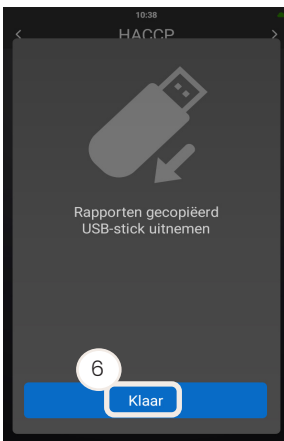 10:38
HACCP
Rapporten gecopiëerd
USB-stick uitnemen
6
Klaar